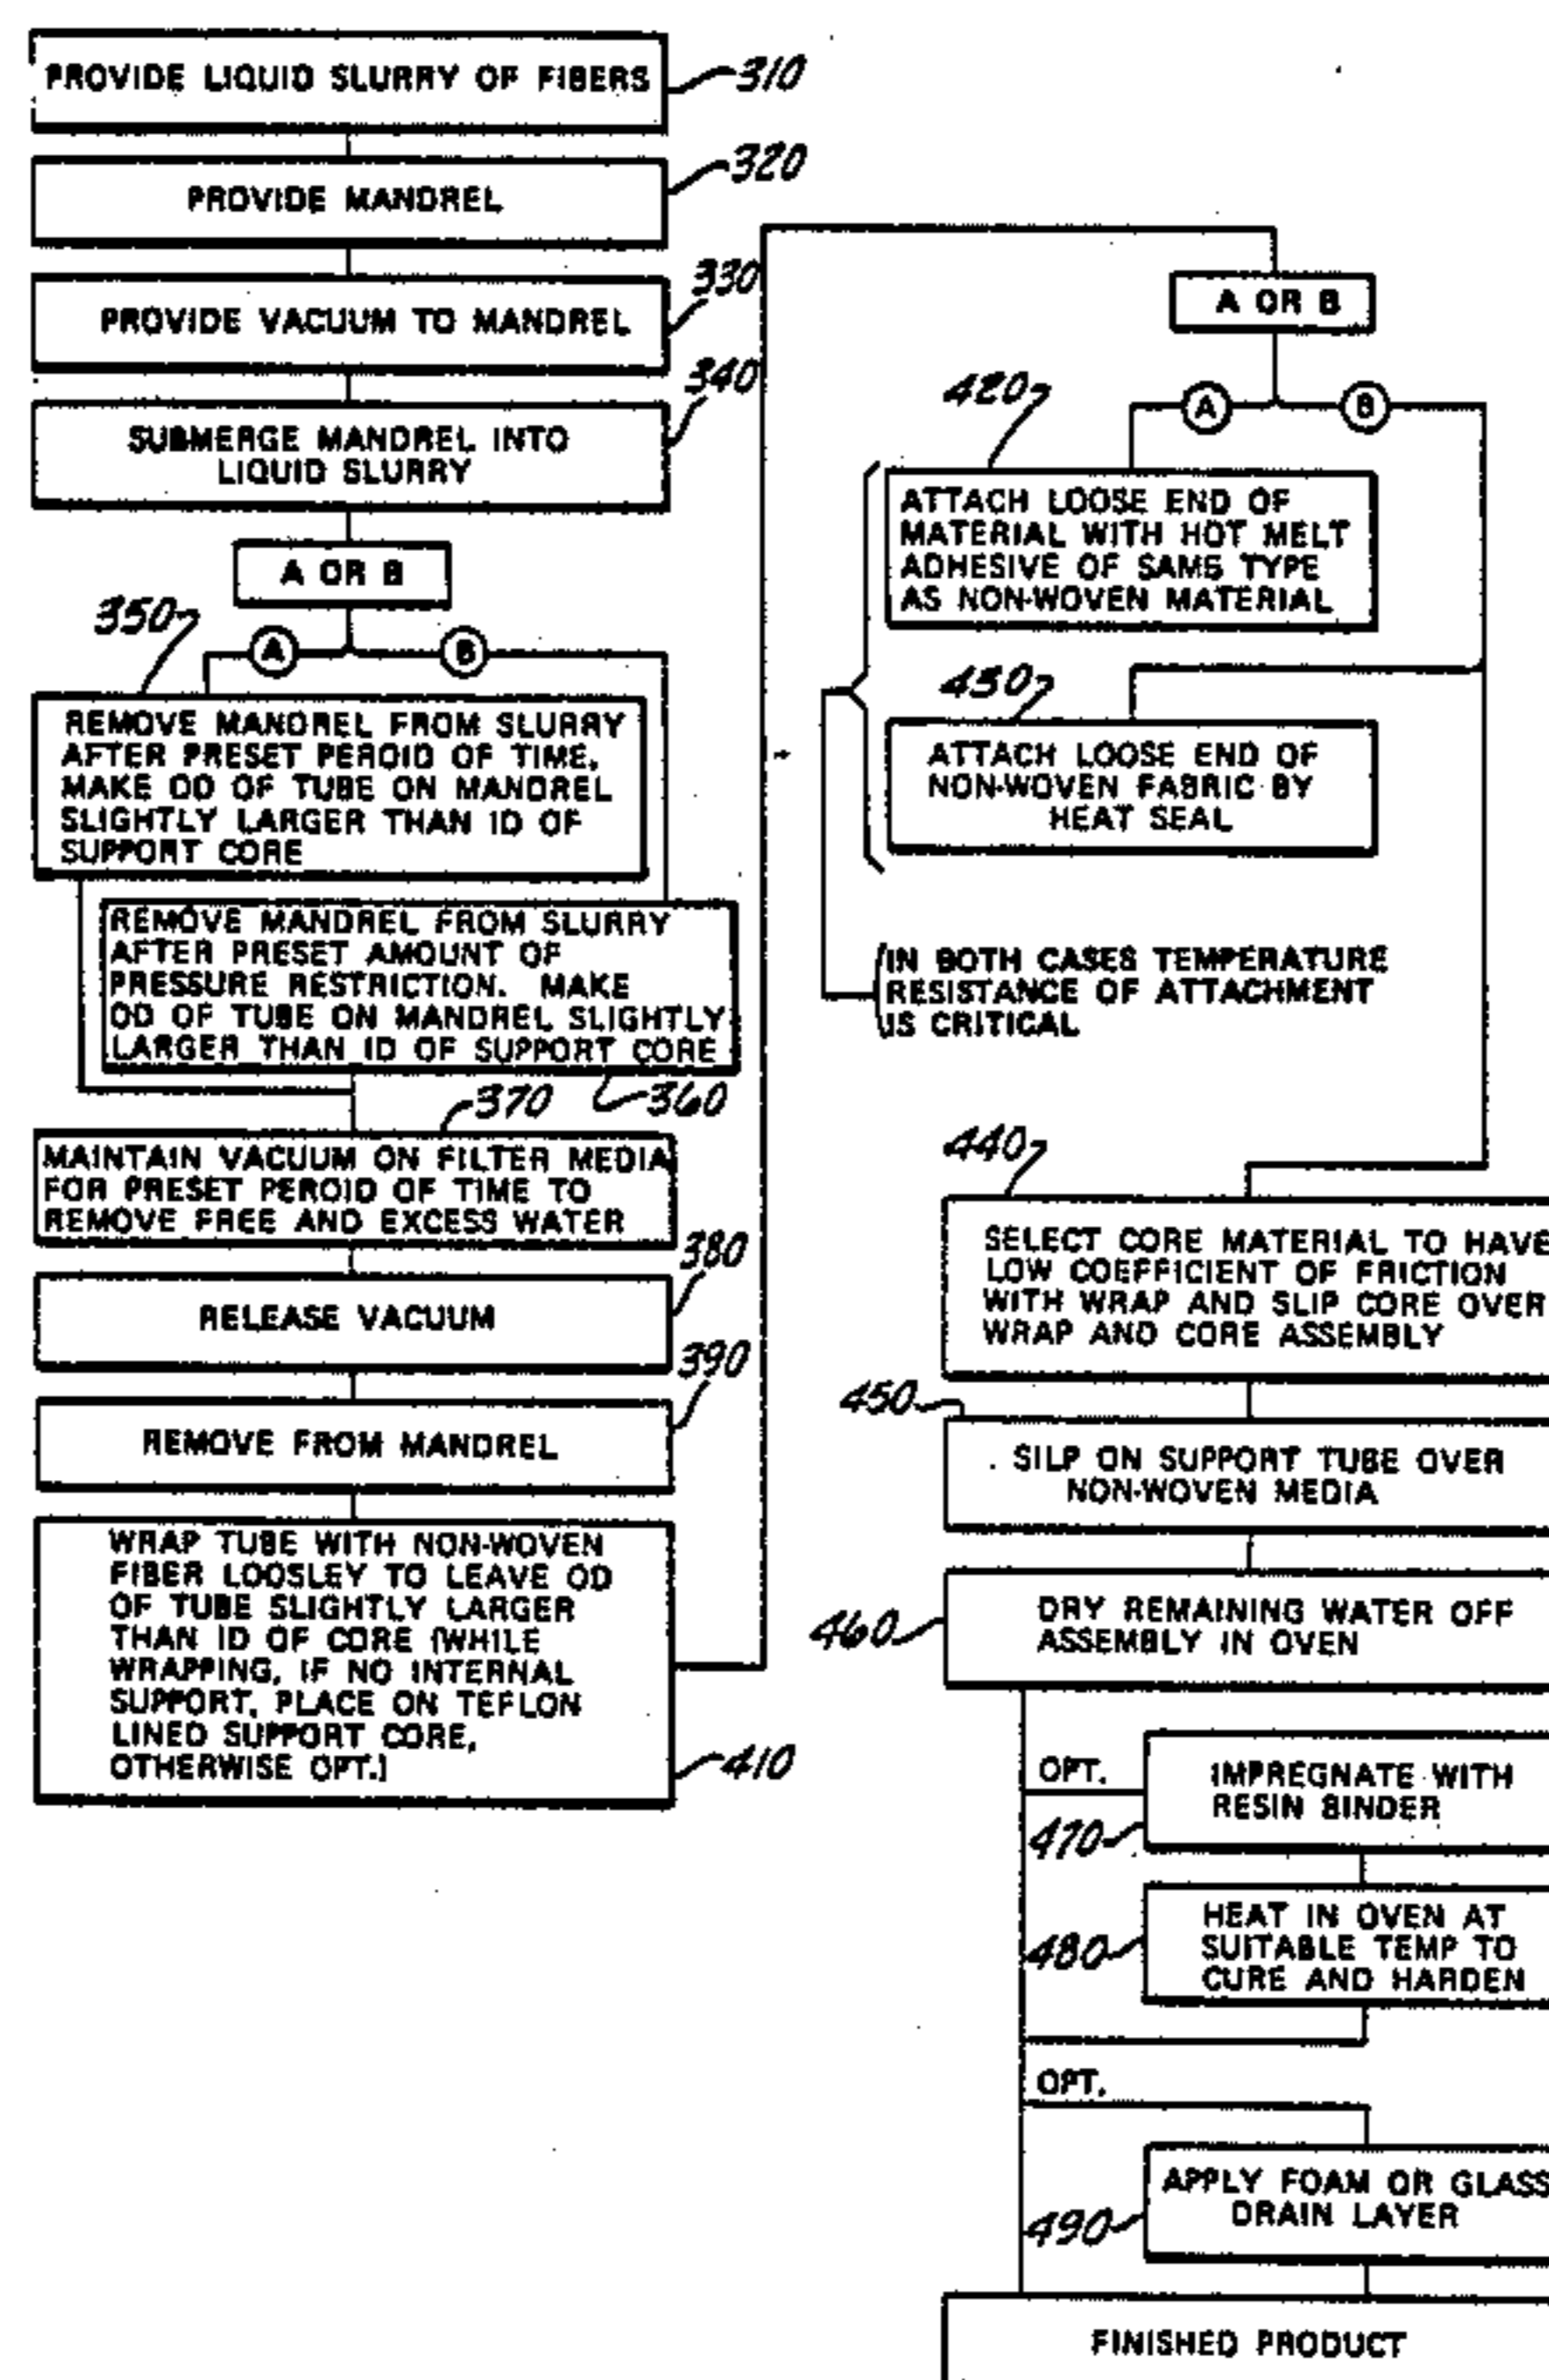 PROVIDE LIQUID SLURRY OF FIBERS
310
PROVIDE MANDREL
320
PROVIDE VACUUM TO MANDREL
330
SUBMERGE MANDREL INTO
LIQUID SLURRY
340
A OR B
A
B
350
REMOVE MANDREL FROM SLURRY
AFTER PRESET PEROID OF TIME,
MAKE OD OF TUBE ON MANDREL
SLIGHTLY LARGER THAN ID OF
SUPPORT CORE
REMOVE MANDREL FROM SLURRY
AFTER PRESET AMOUNT OF
PRESSURE RESTRICTION. MAKE
OD OF TUBE ON MANDREL SLIGHTLY
LARGER THAN ID OF SUPPORT CORE
360
370
MAINTAIN VACUUM ON FILTER MEDIA
FOR PRESET PEROID OF TIME TO
REMOVE FREE AND EXCESS WATER
380
RELEASE VACUUM
390
REMOVE FROM MANDREL
WRAP TUBE WITH NON-WOVEN
FIBER LOOSLEY TO LEAVE OD
OF TUBE SLIGHTLY LARGER
THAN ID OF CORE (WHILE
WRAPPING, IF NO INTERNAL
SUPPORT, PLACE ON TEFLON
LINED SUPPORT CORE,
OTHERWISE OPT.)
410
A OR B
A
B
420
ATTACH LOOSE END OF
MATERIAL WITH HOT MELT
ADHESIVE OF SAME TYPE
AS NON-WOVEN MATERIAL
430
ATTACH LOOSE END OF
NON-WOVEN FABRIC BY
HEAT SEAL
IN BOTH CASES TEMPERATURE
RESISTANCE OF ATTACHMENT
IS CRITICAL
440
SELECT CORE MATERIAL TO HAVE
LOW COEFFICIENT OF FRICTION
WITH WRAP AND SLIP CORE OVER
WRAP AND CORE ASSEMBLY
450
SILP ON SUPPORT TUBE OVER
NON-WOVEN MEDIA
460
DRY REMAINING WATER OFF
ASSEMBLY IN OVEN
OPT.
IMPREGNATE WITH
RESIN BINDER
470
HEAT IN OVEN AT
SUITABLE TEMP TO
CURE AND HARDEN
480
OPT.
APPLY FOAM OR GLASS
DRAIN LAYER
490
FINISHED PRODUCT